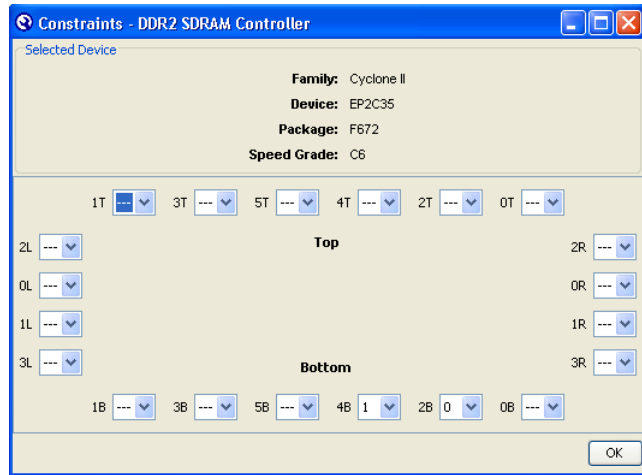 Constraints - DDR2 SDRAM Controller
Selected Device
Family: Cyclone II
Device: EP2C35
Package: F672
Speed Grade: C6
1T --- 3T --- 5T --- 4T --- 2T --- 0T ---
2L --- Top 2R ---
0L --- 0R ---
1L --- 1R ---
3L --- 3R ---
Bottom
1B --- 3B --- 5B --- 4B 1 2B 0 0B ---
OK